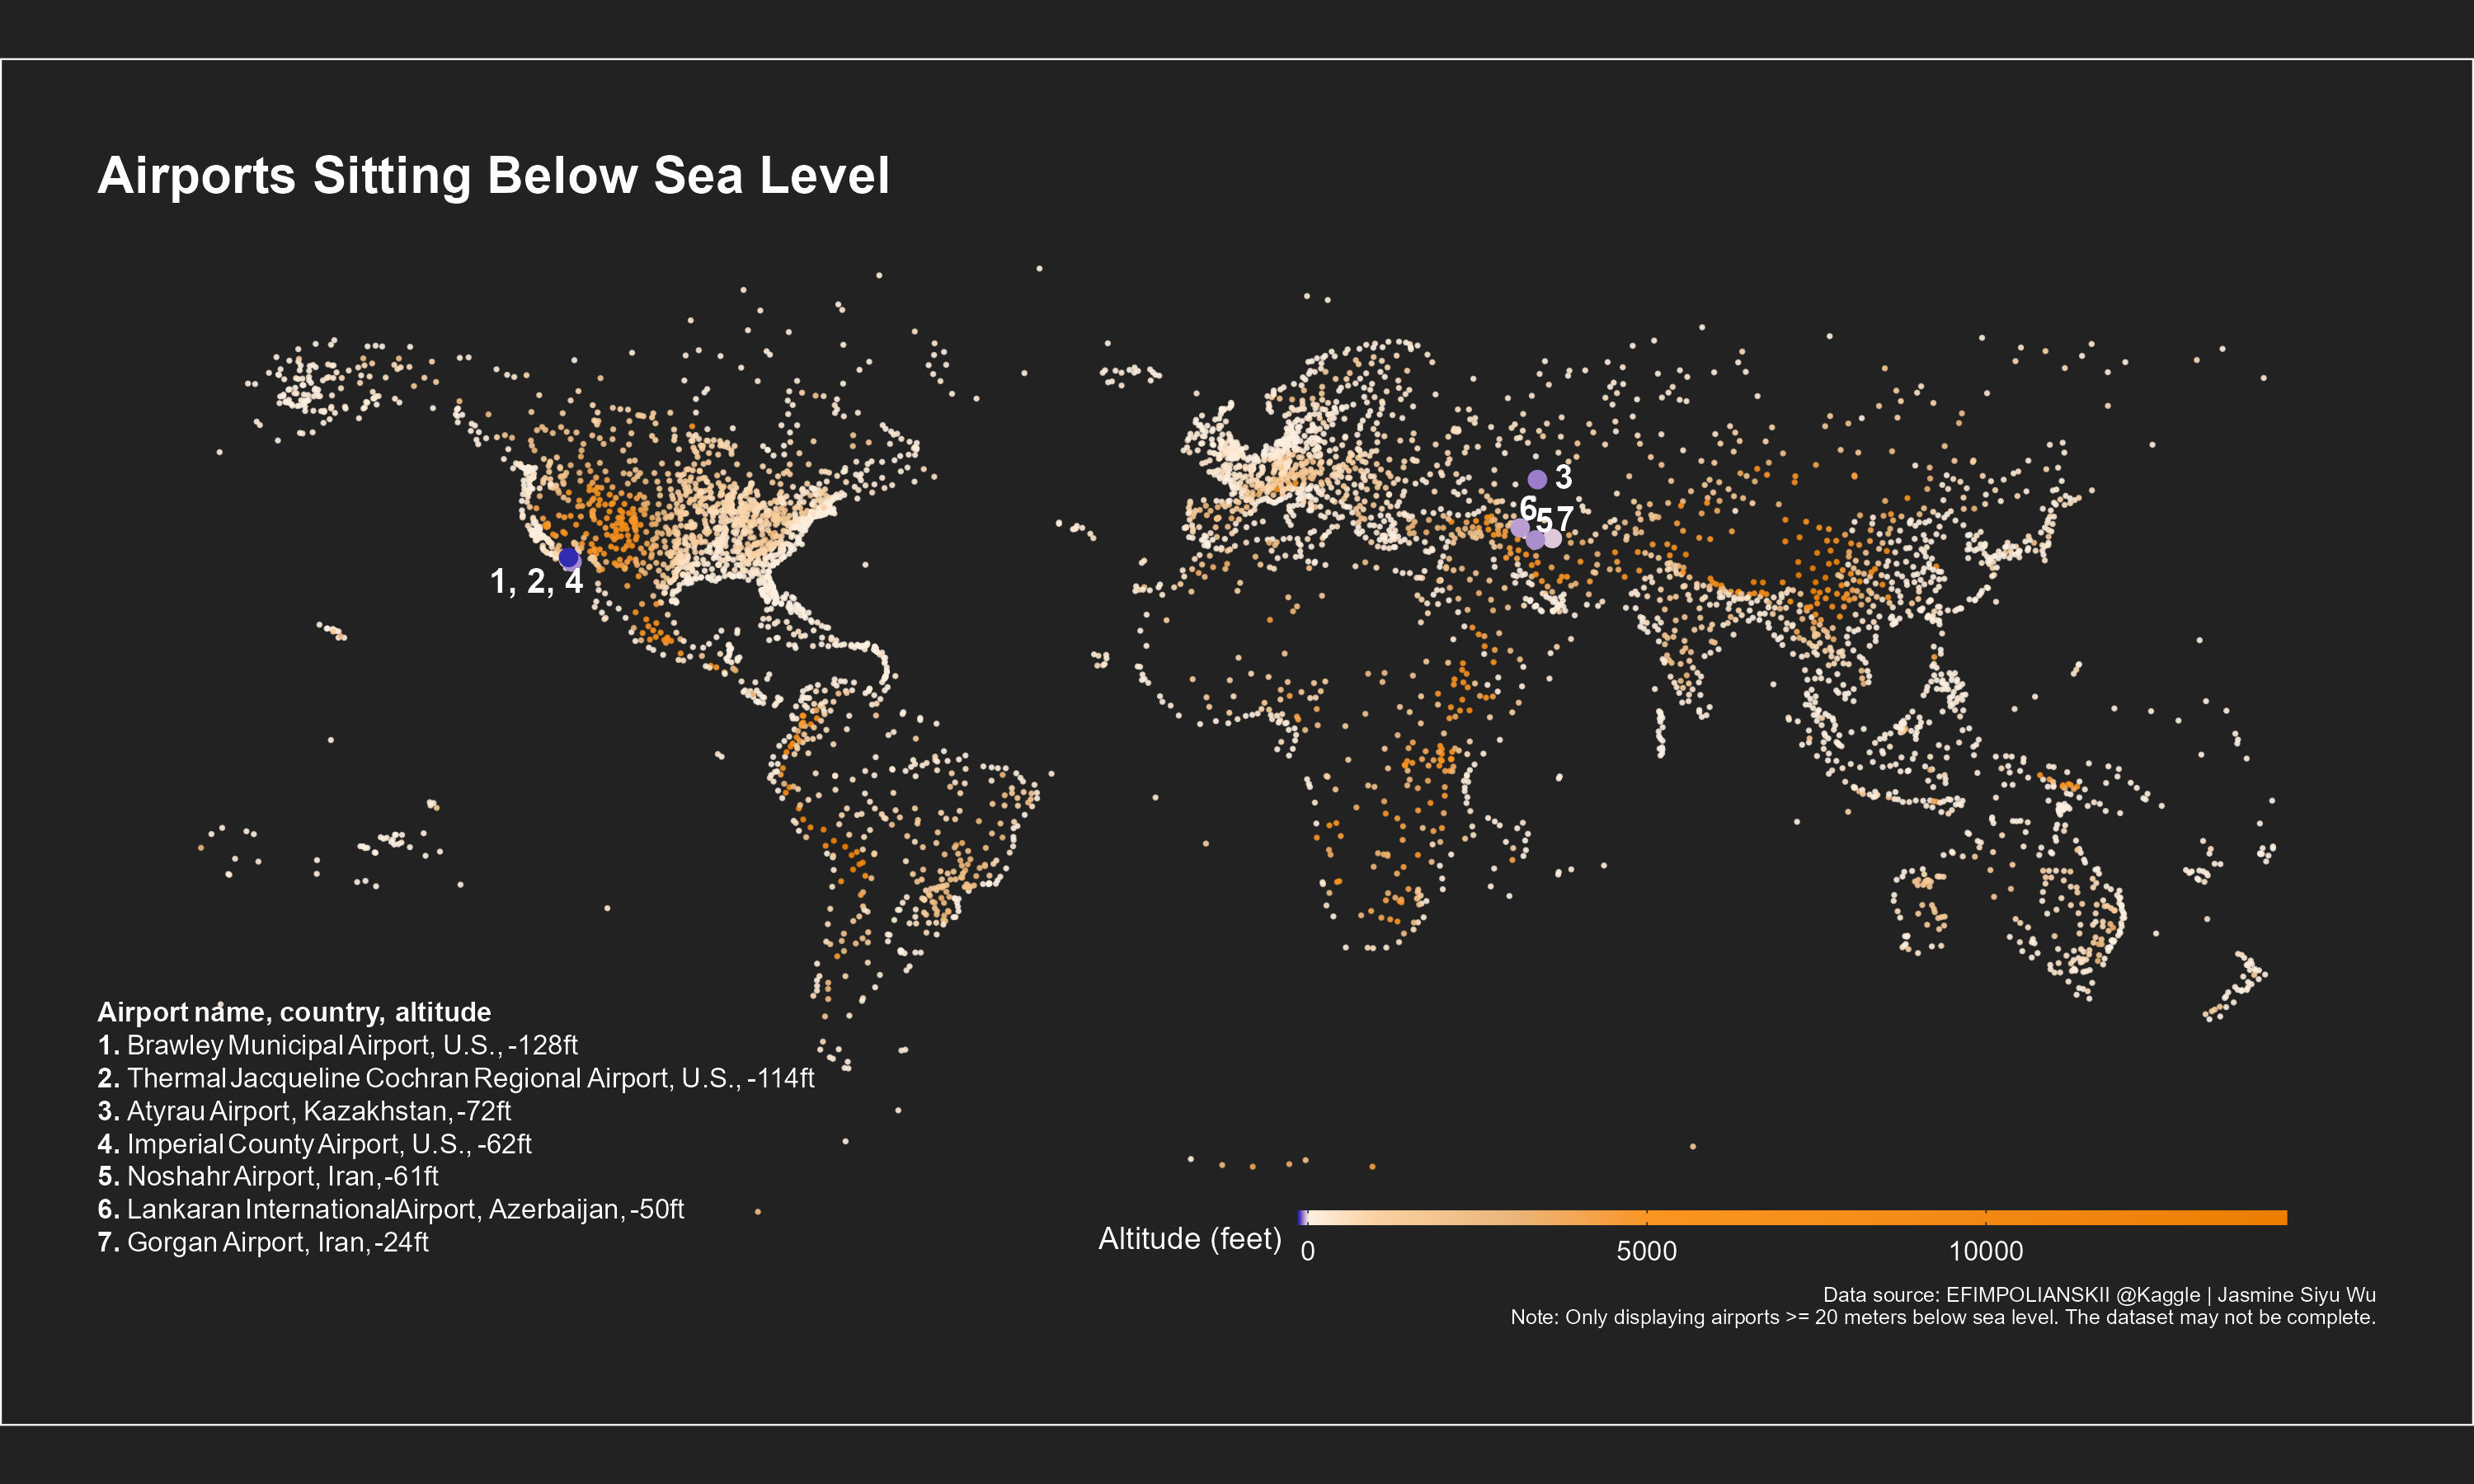 Airports Sitting Below Sea Level
3
6
5
7
1, 2, 4
Airport name, country, altitude
1. Brawley Municipal Airport, U.S., -128ft
2. Thermal Jacqueline Cochran Regional Airport, U.S., -114ft
3. Atyrau Airport, Kazakhstan, -72ft
4. Imperial County Airport, U.S., -62ft
5. Noshahr Airport, Iran, -61ft
6. Lankaran International Airport, Azerbaijan, -50ft
7. Gorgan Airport, Iran, -24ft
Altitude (feet)
0 5000 10000
Data source: EFIMPOLIANSKII @Kaggle | Jasmine Siyu Wu
Note: Only displaying airports >= 20 meters below sea level. The dataset may not be complete.